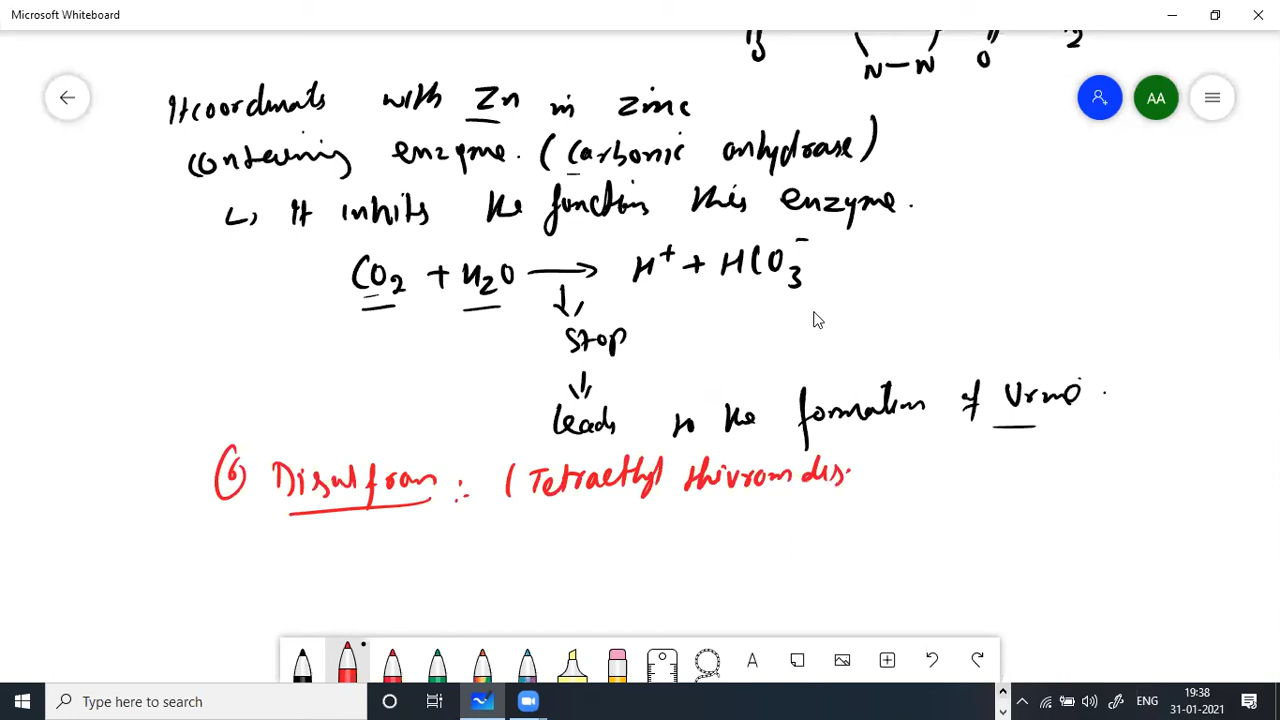 Microsoft Whiteboard
N — N O 2
It coordinats with Zn in zinc
containing enzyme. (Carbonic anhydrase)
↳ It inhits the function this enzyme.
CO2 + H2O ⟶ H+ + HCO3-
↓,
stop
⇓
leads to the formation of Urine.
⑥ Disulfram :- (Tetraethyl thiuram dis.
AA
A
Type here to search
ENG
19:38
31-01-2021